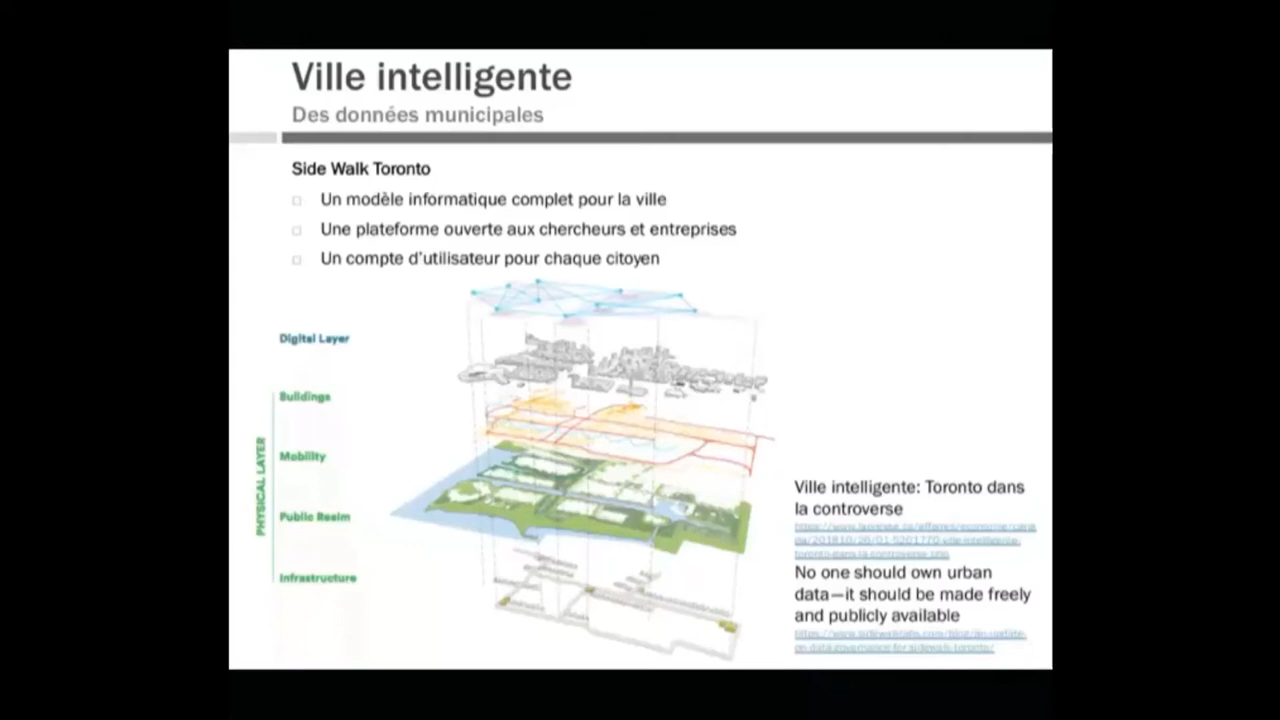 Ville intelligente
Des données municipales
Side Walk Toronto
Un modèle informatique complet pour la ville
Une plateforme ouverte aux chercheurs et entreprises
Un compte d'utilisateur pour chaque citoyen
Digital Layer
Buildings
Mobility
PHYSICAL LAYER
Public Realm
Infrastructure
Ville intelligente: Toronto dans
la controverse
No one should own urban
data—it should be made freely
and publicly available